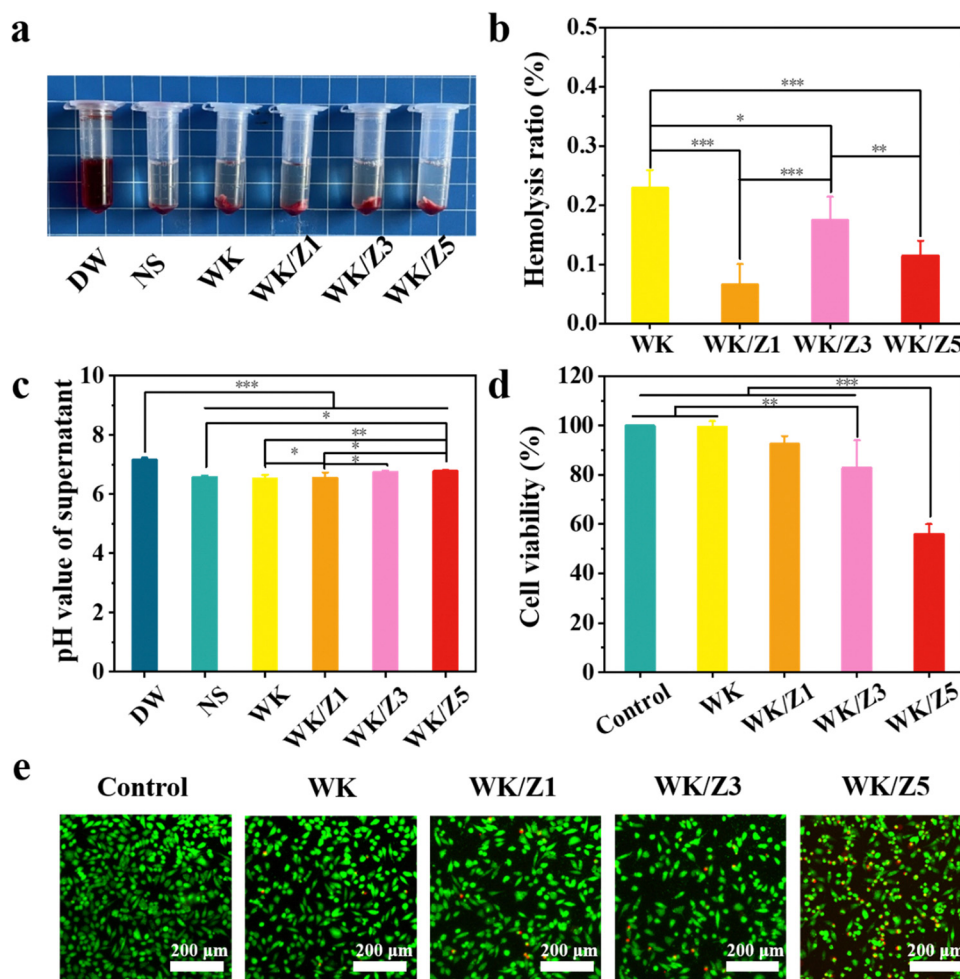 a
DW
NS
WK
WK/Z1
WK/Z3
WK/Z5
b
Hemolysis ratio (%)
0.5
0.4
0.3
0.2
0.1
0.0
***
*
***
**
***
WK
WK/Z1
WK/Z3
WK/Z5
c
pH value of supernatant
10
8
6
4
2
0
***
*
**
*
*
*
DW
NS
WK
WK/Z1
WK/Z3
WK/Z5
d
Cell viability (%)
120
100
80
60
40
20
0
***
**
Control
WK
WK/Z1
WK/Z3
WK/Z5
e
Control
WK
WK/Z1
WK/Z3
WK/Z5
200 μm
200 μm
200 μm
200 μm
200 μm